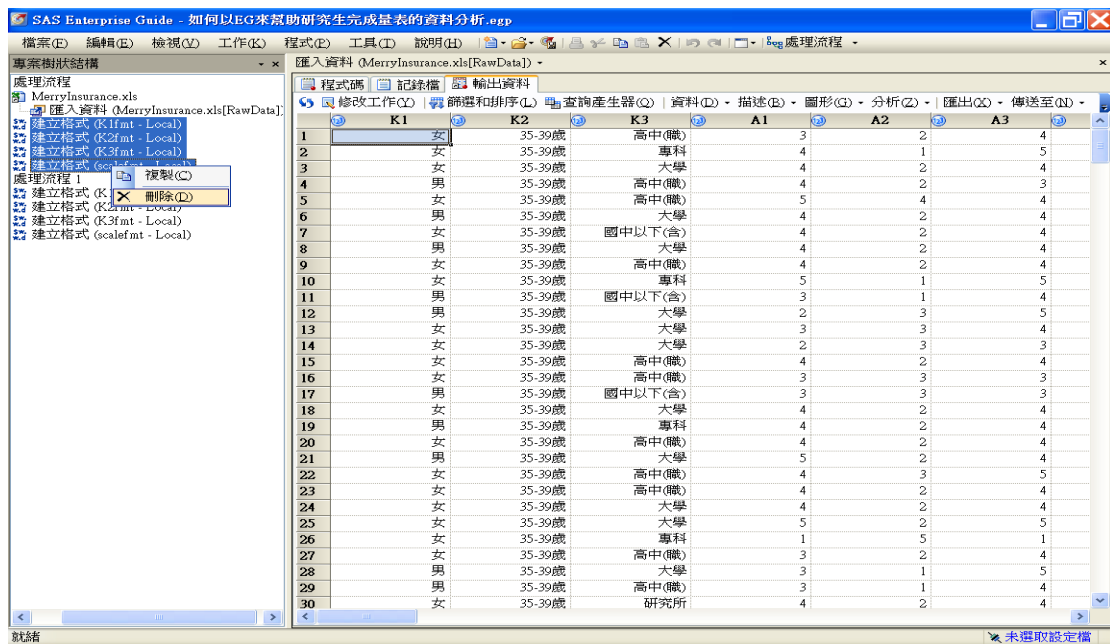 SAS Enterprise Guide - 如何以EG來幫助研究生完成量表的資料分析.egp
檔案(F) 編輯(E) 檢視(V) 工作(K) 程式(P) 工具(T) 說明(H) 處理流程
專案樹狀結構
處理流程
MerryInsurance.xls
匯入資料 (MerryInsurance.xls[RawData])
建立格式 (K1fmt - Local)
建立格式 (K2fmt - Local)
建立格式 (K3fmt - Local)
建立格式 (scalefmt - Local)
處理流程 1
建立格式 (K
建立格式 (K2fmt - Local)
建立格式 (K3fmt - Local)
建立格式 (scalefmt - Local)
複製(C)
刪除(D)
匯入資料 (MerryInsurance.xls[RawData])
程式碼 記錄檔 輸出資料
修改工作(Y) 篩選和排序(L) 查詢產生器(Q) 資料(D) 描述(B) 圖形(G) 分析(Z) 匯出(X) 傳送至(N)
K1 K2 K3 A1 A2 A3
1 女 35-39歲 高中(職) 3 2 4
2 女 35-39歲 專科 4 1 5
3 女 35-39歲 大學 4 2 4
4 男 35-39歲 高中(職) 4 2 3
5 女 35-39歲 高中(職) 5 4 4
6 男 35-39歲 大學 4 2 4
7 女 35-39歲 國中以下(含) 4 2 4
8 男 35-39歲 大學 4 2 4
9 女 35-39歲 高中(職) 4 2 4
10 女 35-39歲 專科 5 1 5
11 男 35-39歲 國中以下(含) 3 1 4
12 男 35-39歲 大學 2 3 5
13 女 35-39歲 大學 3 3 4
14 女 35-39歲 大學 2 3 3
15 女 35-39歲 高中(職) 4 2 4
16 女 35-39歲 高中(職) 3 3 3
17 男 35-39歲 國中以下(含) 3 3 3
18 女 35-39歲 大學 4 2 4
19 男 35-39歲 專科 4 2 4
20 女 35-39歲 高中(職) 4 2 4
21 男 35-39歲 大學 5 2 4
22 女 35-39歲 高中(職) 4 3 5
23 女 35-39歲 高中(職) 4 2 4
24 女 35-39歲 大學 4 2 4
25 女 35-39歲 大學 5 2 5
26 女 35-39歲 專科 1 5 1
27 女 35-39歲 高中(職) 3 2 4
28 男 35-39歲 大學 3 1 5
29 男 35-39歲 高中(職) 3 1 4
30 女 35-39歲 研究所 4 2 4
就緒
未選取設定檔